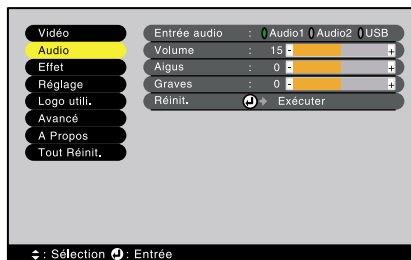 Vidéo
Audio
Effet
Réglage
Logo utili.
Avancé
A Propos
Tout Réinit.
Entrée audio : Audio1 Audio2 USB
Volume : 15 - +
Aigus : 0 - +
Graves : 0 - +
Réinit. Exécuter
: Sélection : Entrée